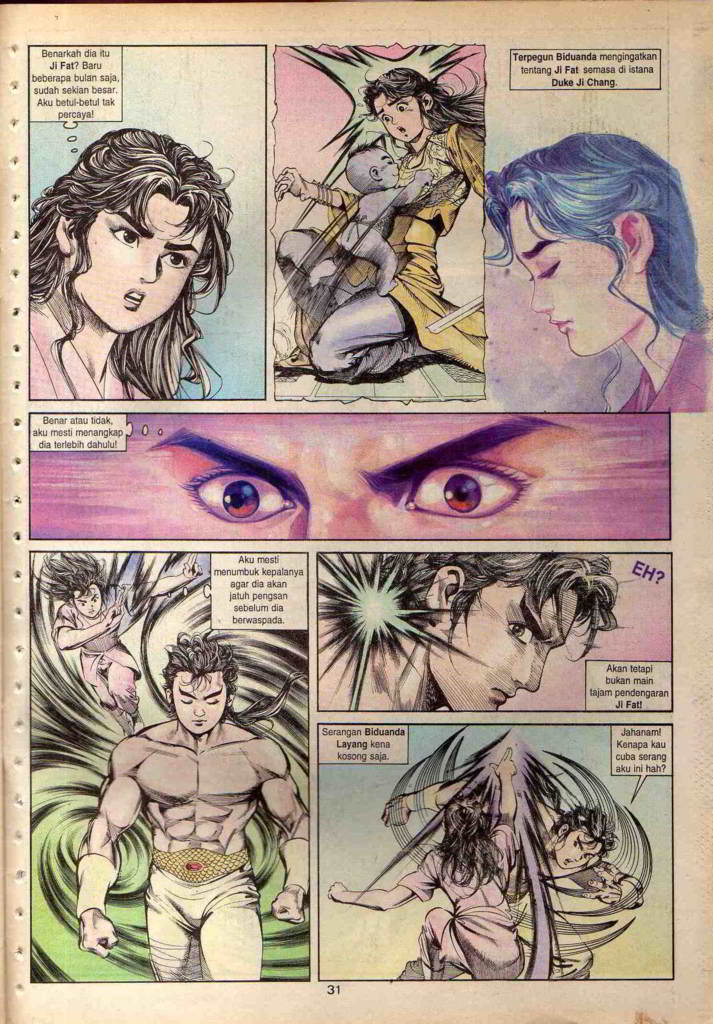 Benarkah dia itu
Ji Fat? Baru
beberapa bulan saja,
sudah sekian besar.
Aku betul-betul tak
percaya!
Terpegun Biduanda mengingatkan
tentang Ji Fat semasa di istana
Duke Ji Chang.
Benar atau tidak,
aku mesti menangkap
dia terlebih dahulu!
Aku mesti
menumbuk kepalanya
agar dia akan
jatuh pengsan
sebelum dia
berwaspada.
EH?
Akan tetapi
bukan main
tajam pendengaran
Ji Fat!
Serangan Biduanda
Layang kena
kosong saja.
Jahanam!
Kenapa kau
cuba serang
aku ini hah?
31